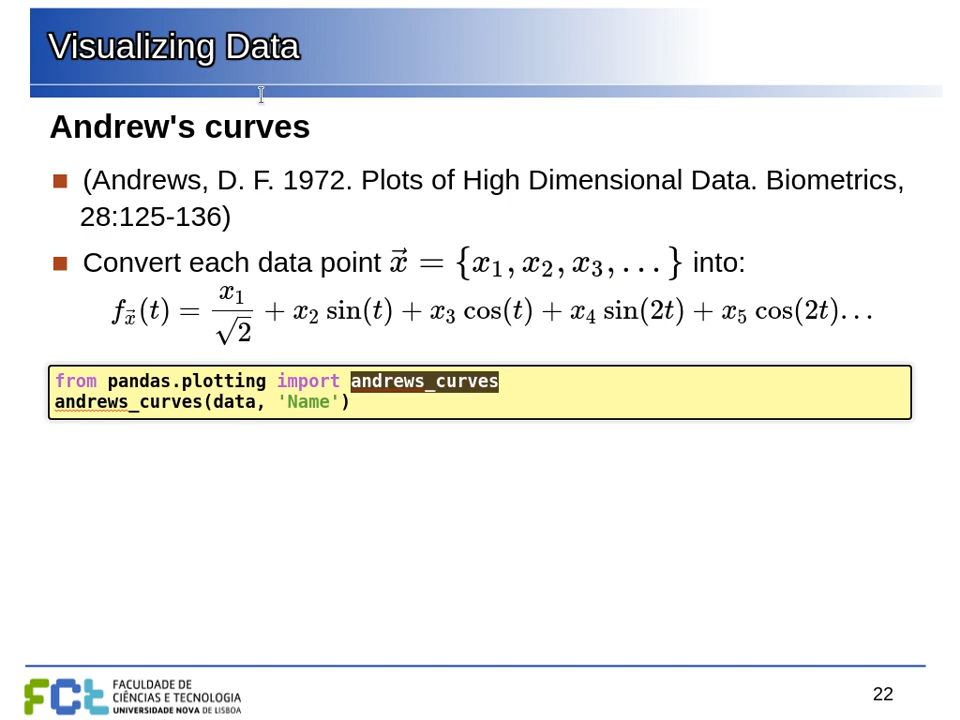 Visualizing Data
Andrew's curves
(Andrews, D. F. 1972. Plots of High Dimensional Data. Biometrics,
28:125-136)
Convert each data point x⃗ = {x₁, x₂, x₃, . . . } into:
f_x⃗(t) = x₁/√2 + x₂ sin(t) + x₃ cos(t) + x₄ sin(2t) + x₅ cos(2t). . .
from pandas.plotting import andrews_curves
andrews_curves(data, 'Name')
FCt
FACULDADE DE
CIÊNCIAS E TECNOLOGIA
UNIVERSIDADE NOVA DE LISBOA
22